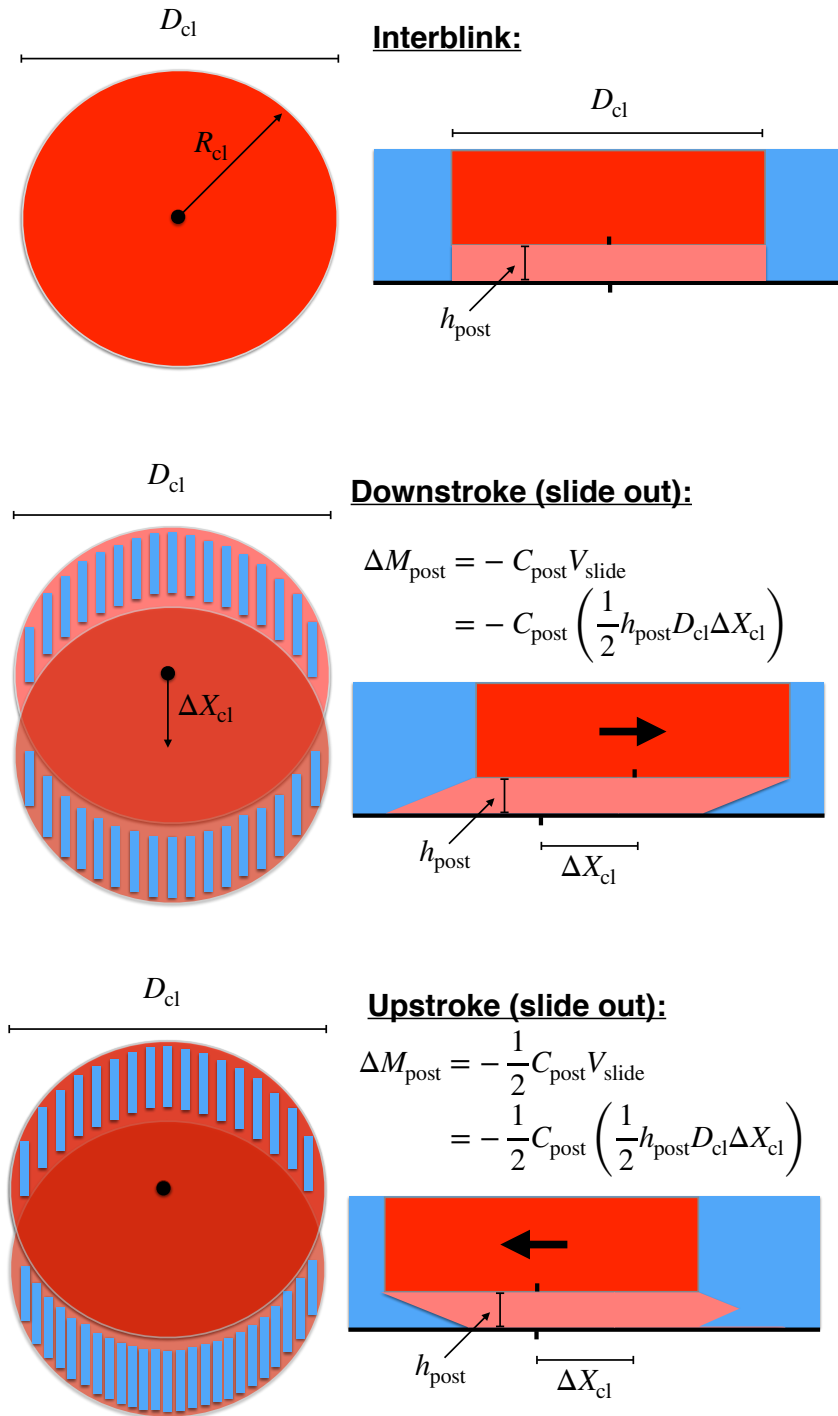 D_cl
Interblink:
D_cl
R_cl
h_post
D_cl
Downstroke (slide out):
ΔM_post = − C_post V_slide
= − C_post (1/2 h_post D_cl ΔX_cl)
ΔX_cl
h_post
ΔX_cl
D_cl
Upstroke (slide out):
ΔM_post = − 1/2 C_post V_slide
= − 1/2 C_post (1/2 h_post D_cl ΔX_cl)
h_post
ΔX_cl